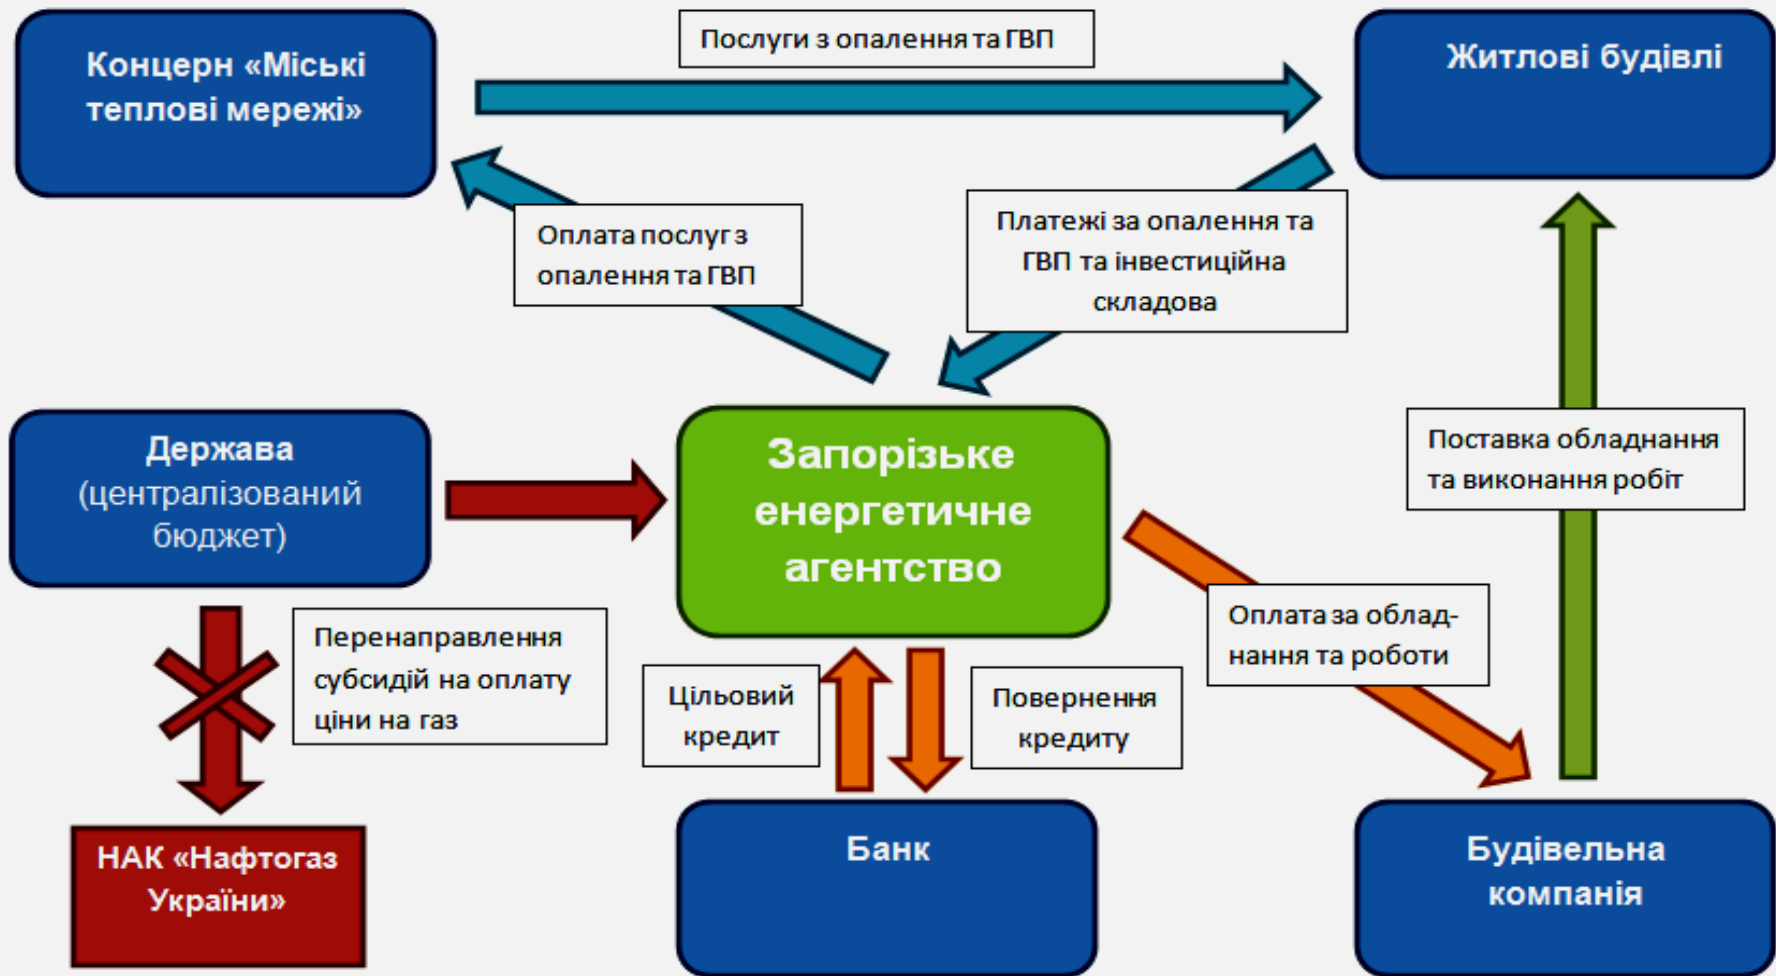 Послуги з опалення та ГВП
Концерн «Міські
теплові мережі»
Житлові будівлі
Оплата послуг з
опалення та ГВП
Платежі за опалення та
ГВП та інвестиційна
складова
Держава
(централізований
бюджет)
Запорізьке
енергетичне
агентство
Поставка обладнання
та виконання робіт
Перенаправлення
субсидій на оплату
ціни на газ
Цільовий
кредит
Повернення
кредиту
Оплата за облад-
нання та роботи
НАК «Нафтогаз
України»
Банк
Будівельна
компанія